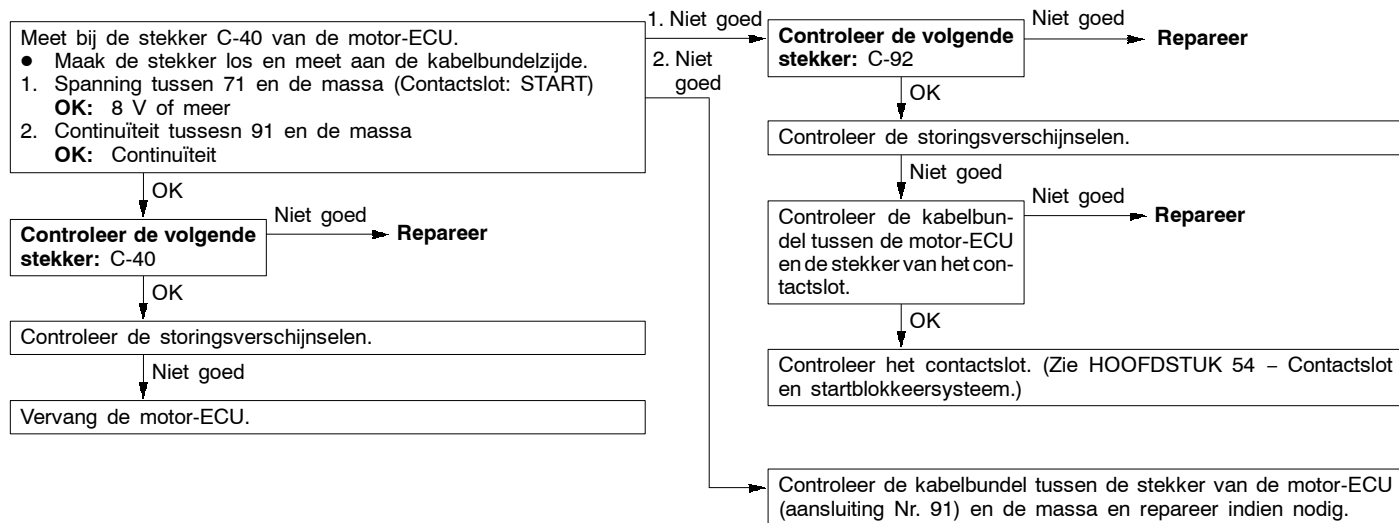 Meet bij de stekker C-40 van de motor-ECU.
● Maak de stekker los en meet aan de kabelbundelzijde.
1. Spanning tussen 71 en de massa (Contactslot: START)
OK: 8 V of meer
2. Continuïteit tussesn 91 en de massa
OK: Continuïteit
OK
Controleer de volgende
stekker: C-40
Niet goed
Repareer
OK
Controleer de storingsverschijnselen.
Niet goed
Vervang de motor-ECU.
1. Niet goed
2. Niet
goed
Controleer de volgende
stekker: C-92
Niet goed
Repareer
OK
Controleer de storingsverschijnselen.
Niet goed
Controleer de kabelbun-
del tussen de motor-ECU
en de stekker van het con-
tactslot.
Niet goed
Repareer
OK
Controleer het contactslot. (Zie HOOFDSTUK 54 – Contactslot
en startblokkeersysteem.)
Controleer de kabelbundel tussen de stekker van de motor-ECU
(aansluiting Nr. 91) en de massa en repareer indien nodig.